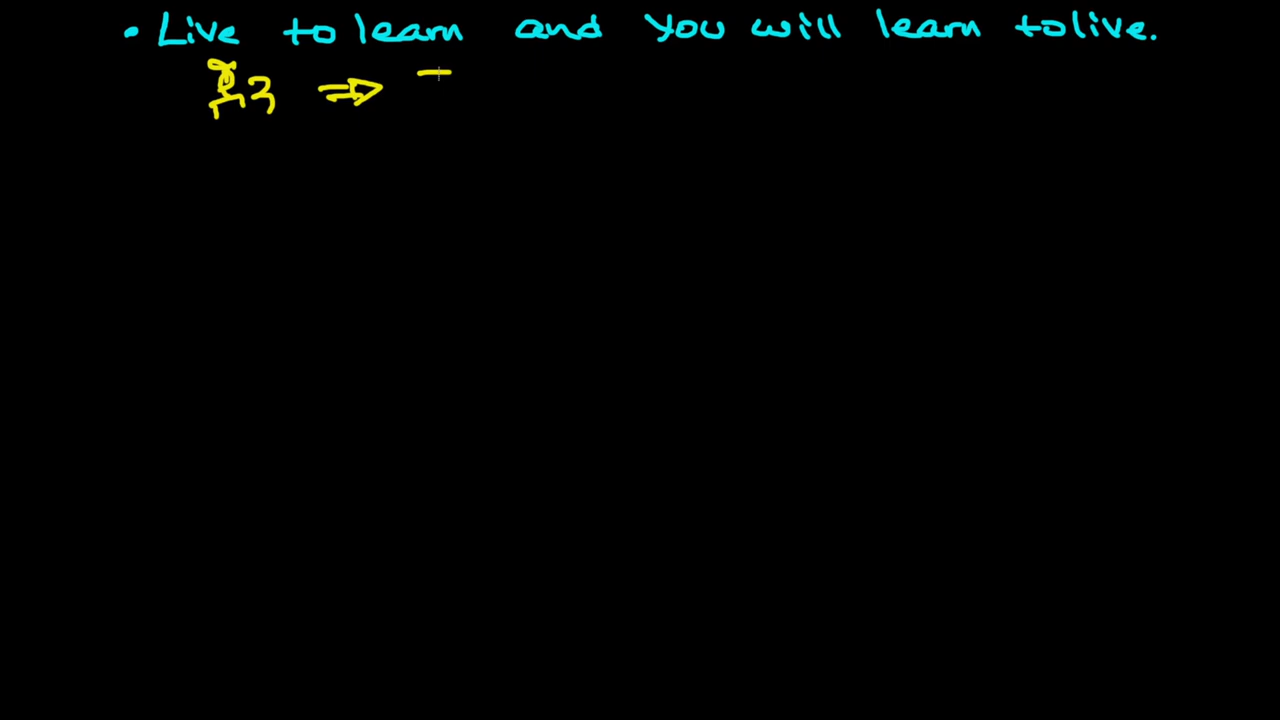 • Live to learn and you will learn to live.
⇒